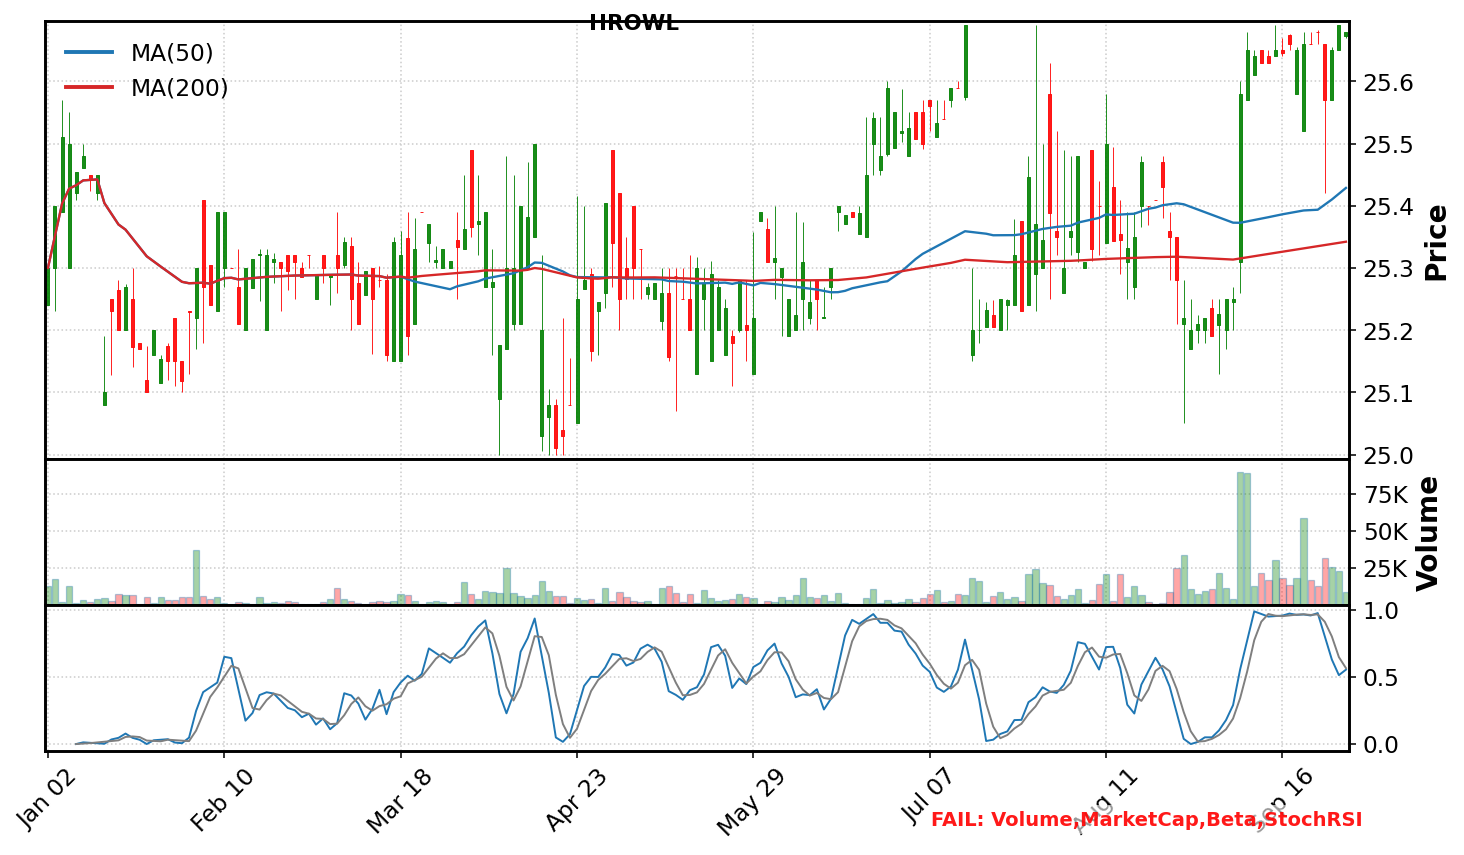 HROWL
MA(50)
MA(200)
25.6
25.5
25.4
25.3
25.2
25.1
25.0
Price
75K
50K
25K
Volume
1.0
0.5
0.0
Jan 02
Feb 10
Mar 18
Apr 23
May 29
Jul 07
Aug 11
Sep 16
FAIL: Volume,MarketCap,Beta,StochRSI